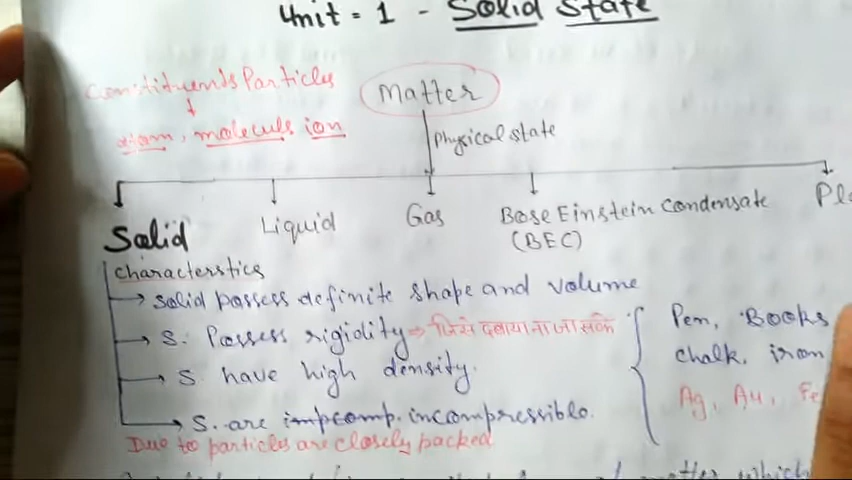 Unit = 1 - Solid State
Constituents Particles
atom, molecule ion
Matter
Physical state
Solid
Liquid
Gas
Bose Einstein Condensate
(BEC)
characterstics
solid possess definite shape and volume
S. Possess rigidity ⇒ जिसे दबाया ना जा सके
S. have high density.
S. are incompressible.
Due to particles are closely packed
Pen, Books
chalk, iron
Ag, Au, Fe